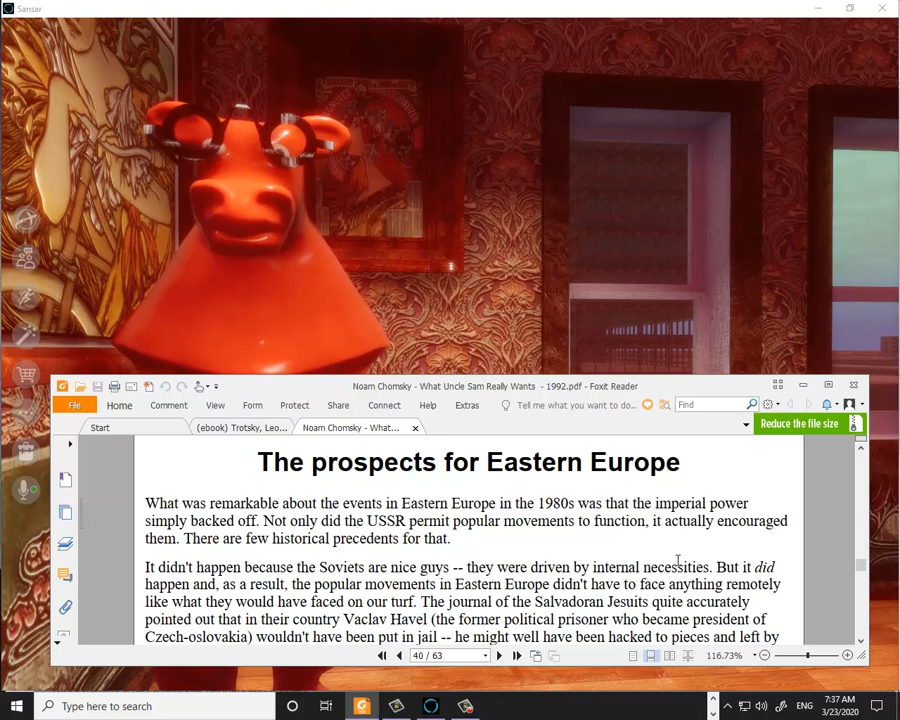 Sansar
Noam Chomsky - What Uncle Sam Really Wants - 1992.pdf - Foxit Reader
File Home Comment View Form Protect Share Connect Help Extras Tell me what you want to do.. Find
Start (ebook) Trotsky, Leo... Noam Chomsky - What... Reduce the file size
The prospects for Eastern Europe
What was remarkable about the events in Eastern Europe in the 1980s was that the imperial power
simply backed off. Not only did the USSR permit popular movements to function, it actually encouraged
them. There are few historical precedents for that.
It didn't happen because the Soviets are nice guys -- they were driven by internal necessities. But it did
happen and, as a result, the popular movements in Eastern Europe didn't have to face anything remotely
like what they would have faced on our turf. The journal of the Salvadoran Jesuits quite accurately
pointed out that in their country Vaclav Havel (the former political prisoner who became president of
Czech-oslovakia) wouldn't have been put in jail -- he might well have been hacked to pieces and left by
40 / 63 116.73%
Type here to search ENG 7:37 AM
3/23/2020